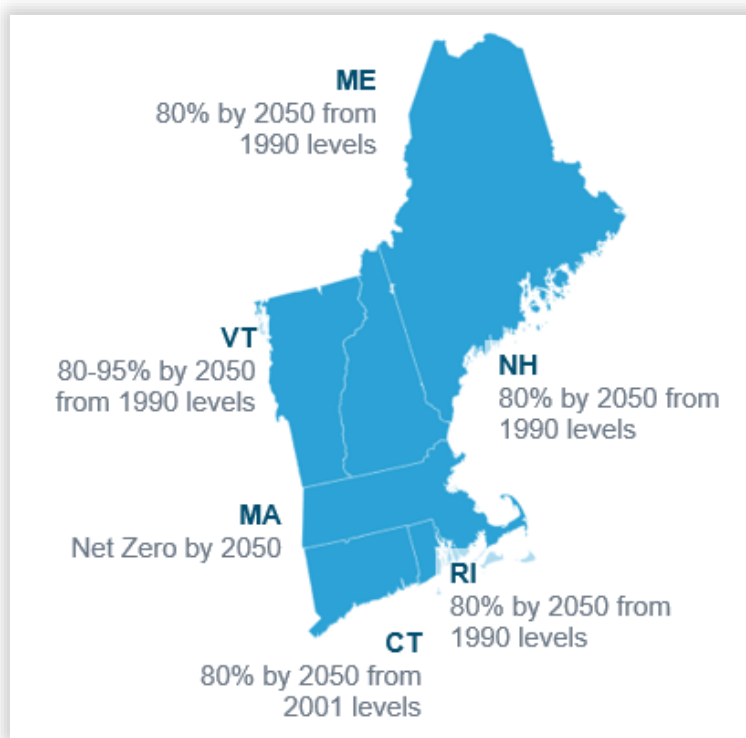 ME
80% by 2050 from
1990 levels
VT
80-95% by 2050
from 1990 levels
NH
80% by 2050 from
1990 levels
MA
Net Zero by 2050
RI
80% by 2050 from
1990 levels
CT
80% by 2050 from
2001 levels